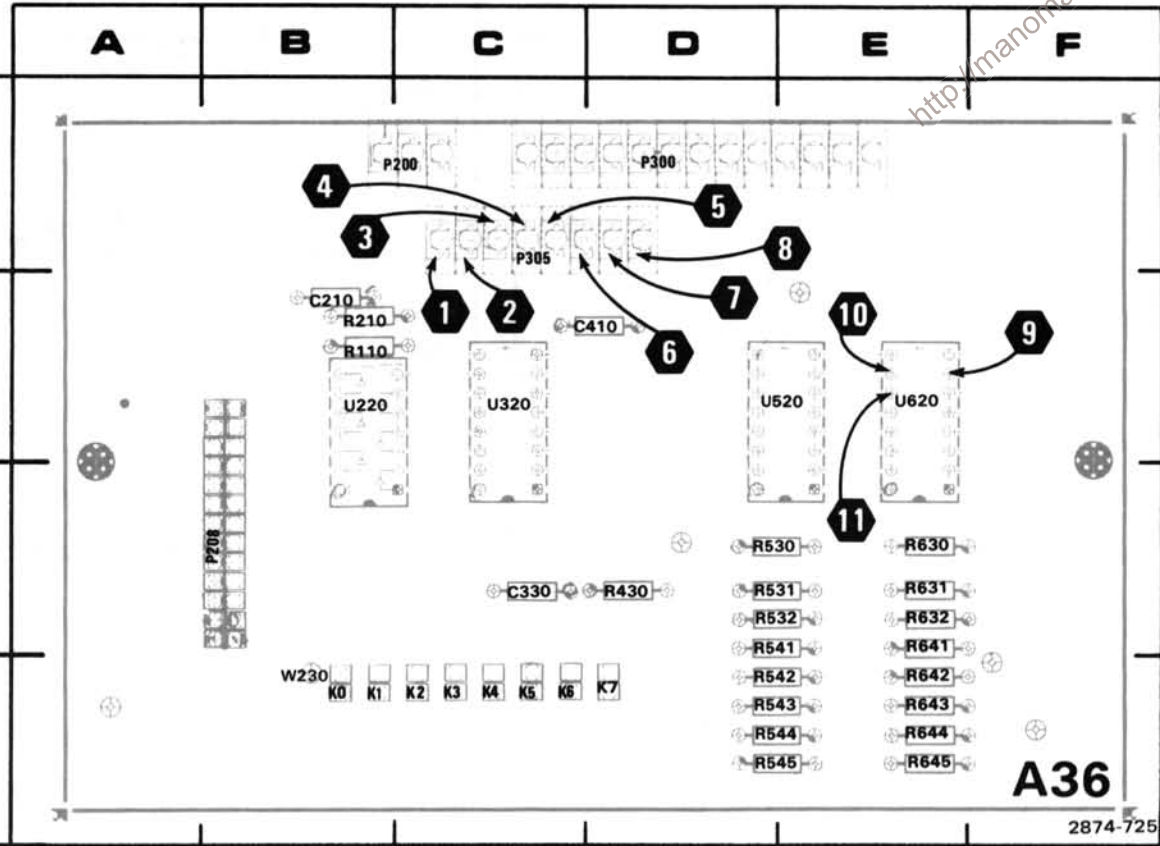 A B C D E F
http://manoma
P200 P300
4 5
3 8
P305
1 2 7
C210
R210 C410 10 9
R110 6
U220 U320 U520 U620
11
P208
R530 R630
C330 R430 R531 R631
R532 R632
R541 R641
W230 R542 R642
K0 K1 K2 K3 K4 K5 K6 K7
R543 R643
R544 R644
R545 R645
A36
2874-725